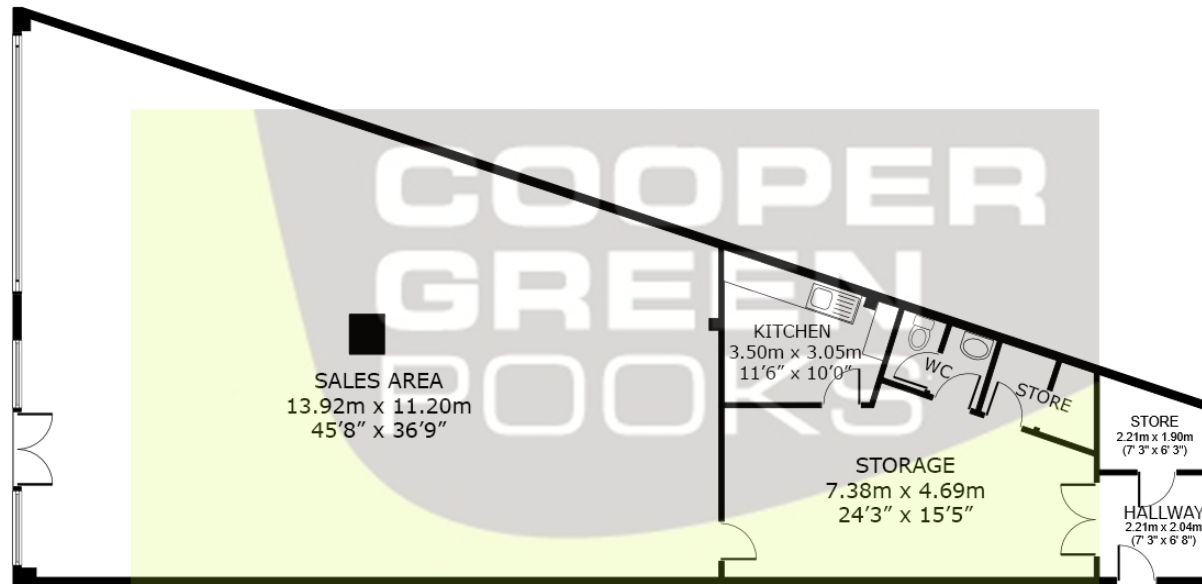 COOPER
GREEN
POOKS
SALES AREA
13.92m x 11.20m
45’8” x 36’9”
KITCHEN
3.50m x 3.05m
11’6” x 10’0”
WC
STORE
STORAGE
7.38m x 4.69m
24’3” x 15’5”
STORE
2.21m x 1.90m
(7' 3" x 6' 3")
HALLWAY
2.21m x 2.04m
(7' 3" x 6' 8")